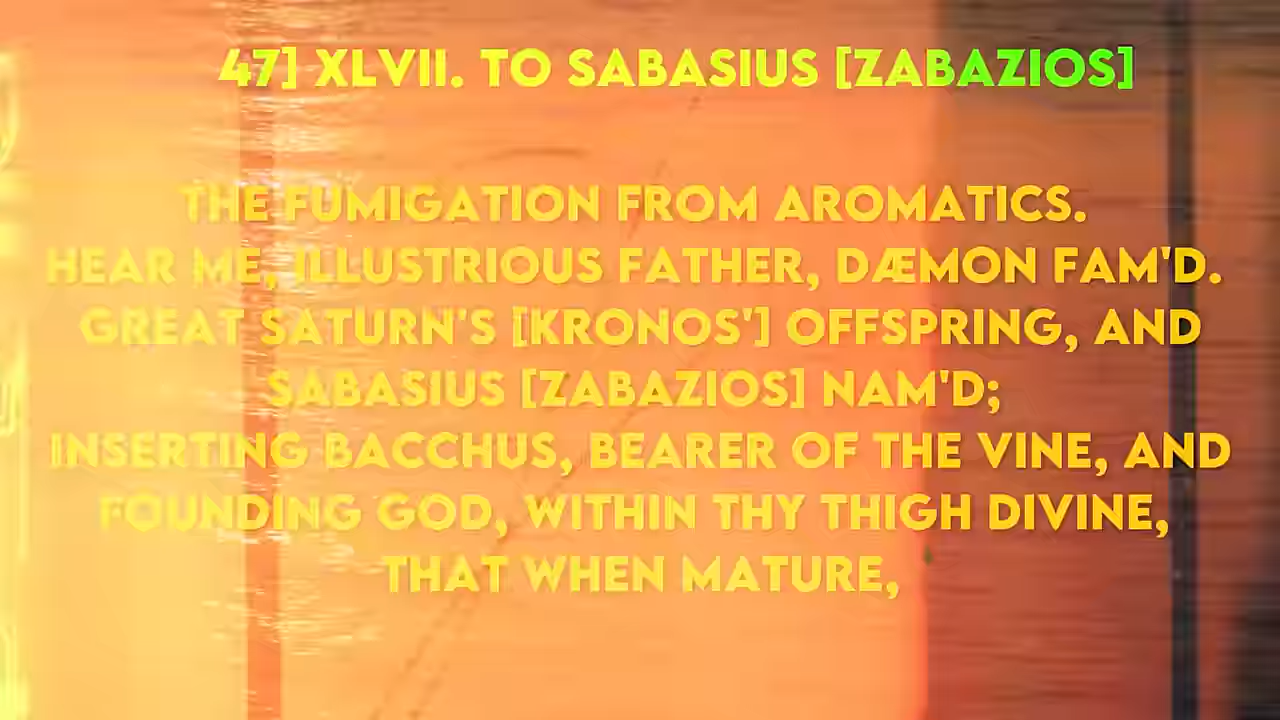 47] XLVII. TO SABASIUS [ZABAZIOS]
THE FUMIGATION FROM AROMATICS.
HEAR ME, ILLUSTRIOUS FATHER, DÆMON FAM'D.
GREAT SATURN'S [KRONOS'] OFFSPRING, AND
SABASIUS [ZABAZIOS] NAM'D;
INSERTING BACCHUS, BEARER OF THE VINE, AND
FOUNDING GOD, WITHIN THY THIGH DIVINE,
THAT WHEN MATURE,